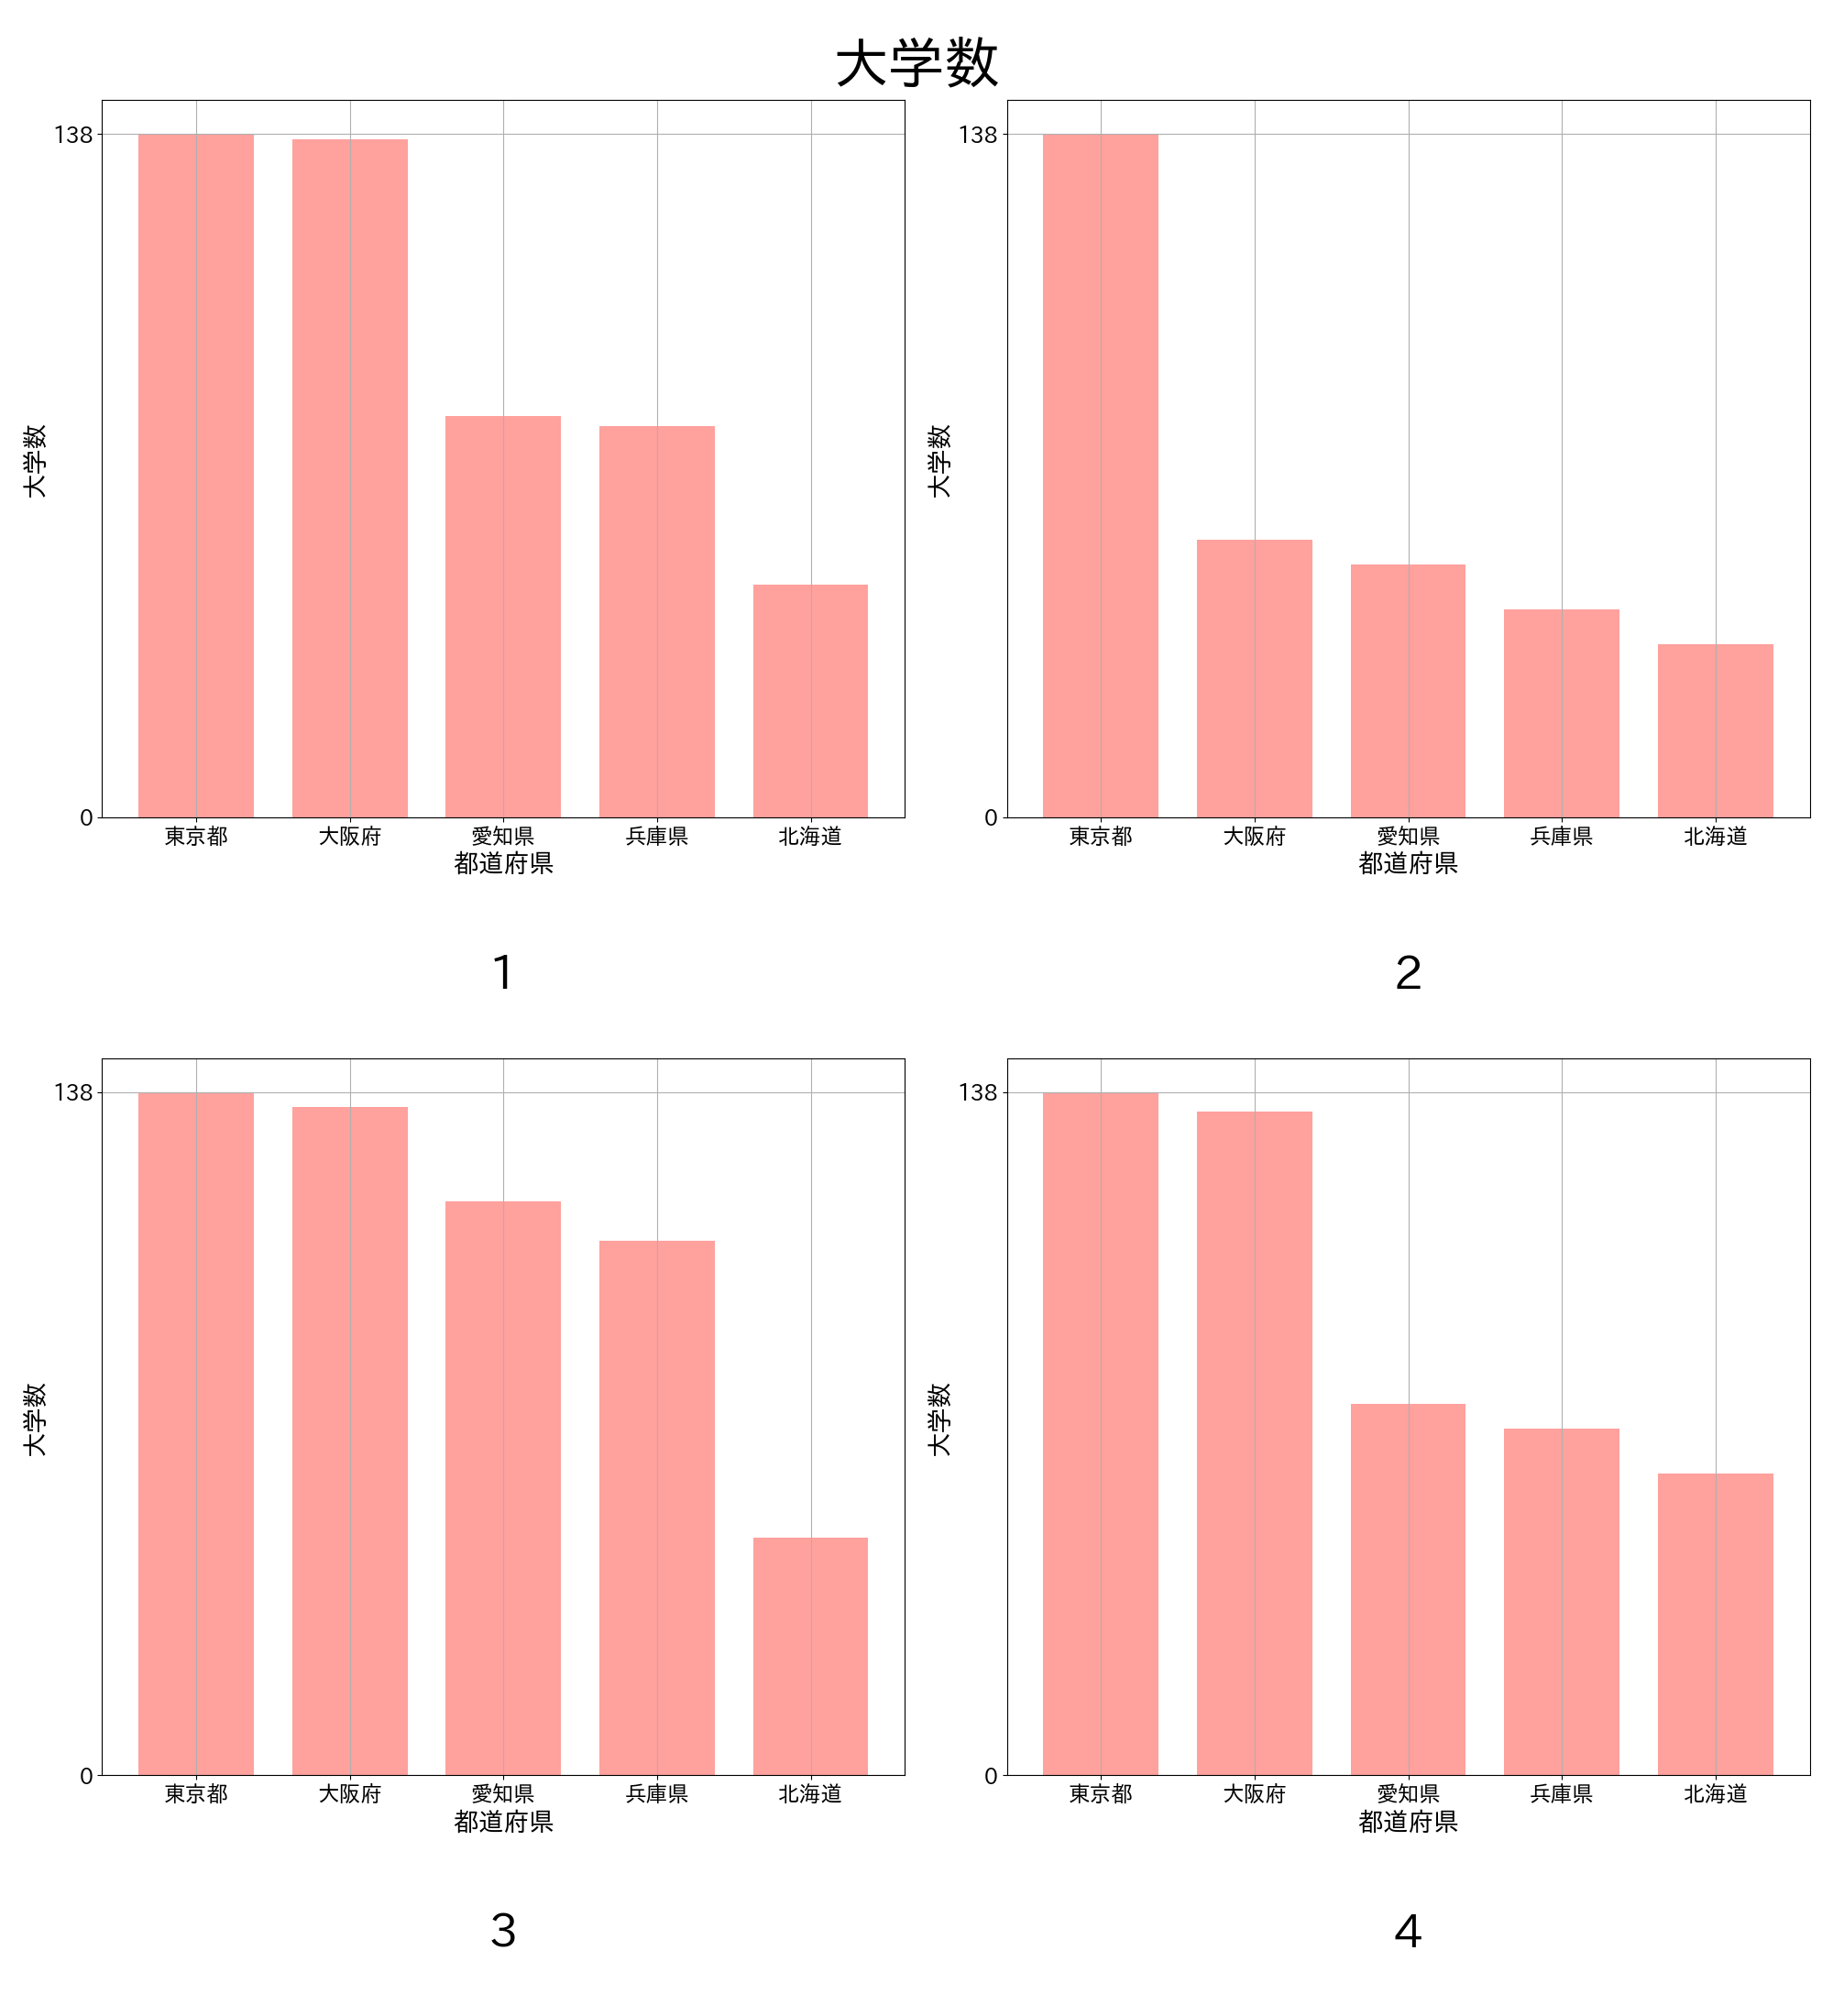 大学数
138
大学数
0
東京都 大阪府 愛知県 兵庫県 北海道
都道府県
1
138
大学数
0
東京都 大阪府 愛知県 兵庫県 北海道
都道府県
2
138
大学数
0
東京都 大阪府 愛知県 兵庫県 北海道
都道府県
3
138
大学数
0
東京都 大阪府 愛知県 兵庫県 北海道
都道府県
4